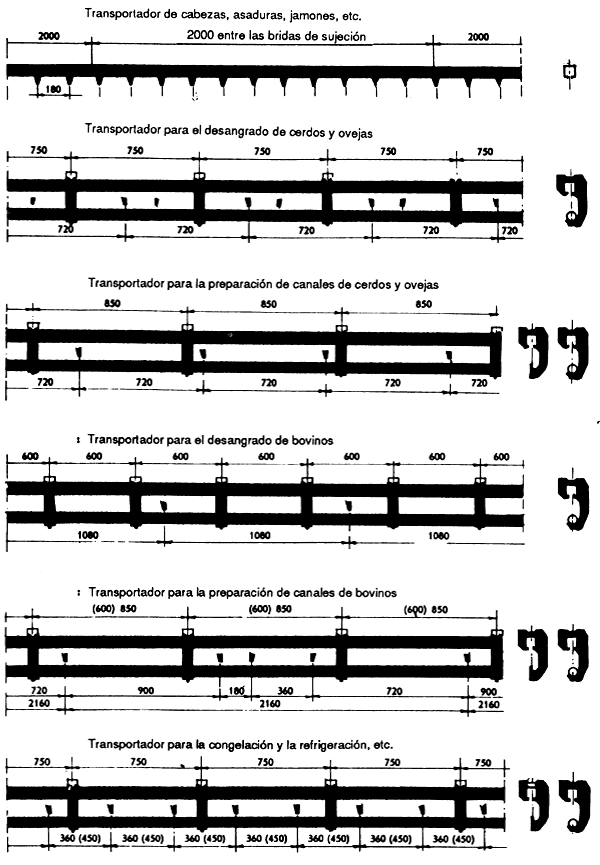 Transportador de cabezas, asaduras, jamones, etc.
2000 2000 entre las bridas de sujeción 2000
180
Transportador para el desangrado de cerdos y ovejas
750 750 750 750 750
720 720 720 720 720
Transportador para la preparación de canales de cerdos y ovejas
850 850 850
720 720 720 720 720
: Transportador para el desangrado de bovinos
600 600 600 600 600 600 600
1080 1080 1080
: Transportador para la preparación de canales de bovinos
(600) 850 (600) 850 (600) 850
720 900 180 360 720 900
2160 2160 2160
Transportador para la congelación y la refrigeración, etc.
750 750 750 750 750
360 (450) 360 (450) 360 (450) 360 (450) 360 (450) 360 (450) 360 (450)